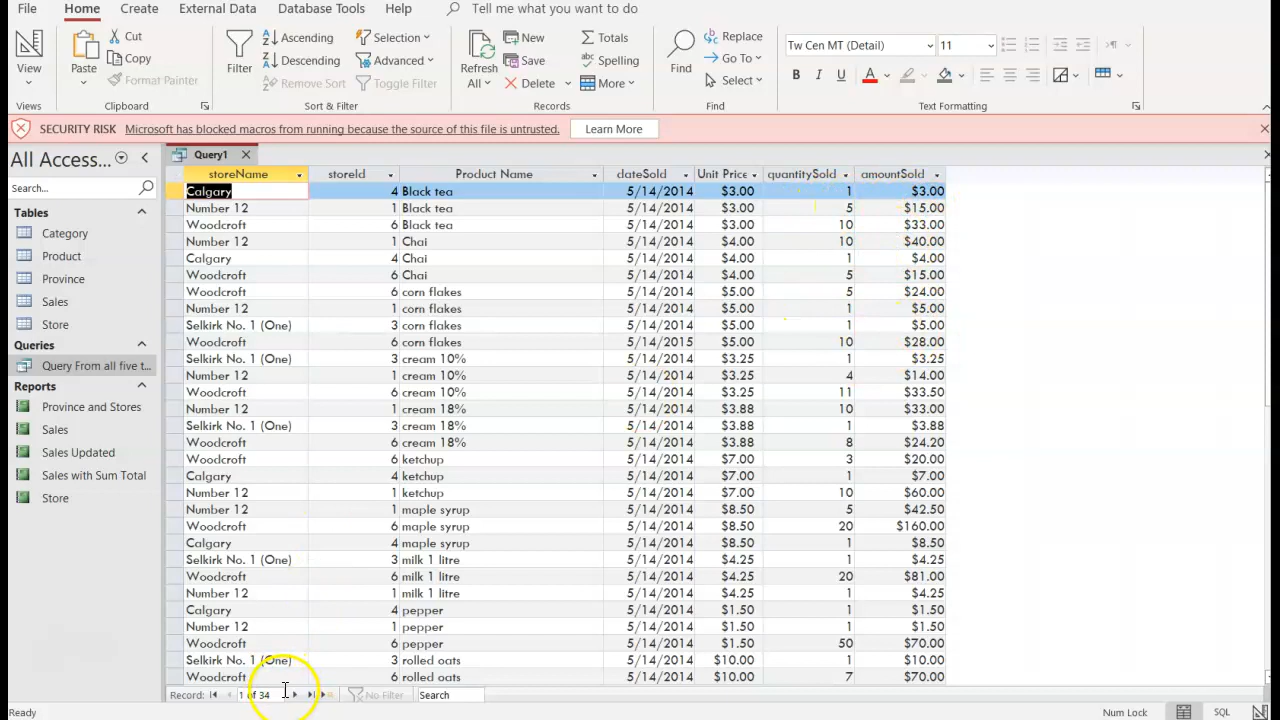 File Home Create External Data Database Tools Help Tell me what you want to do
View
Views
Paste
Cut
Copy
Format Painter
Clipboard
Filter
Ascending
Descending
Selection
Advanced
Toggle Filter
Sort & Filter
Refresh
All
New
Save
Delete
Totals
Spelling
More
Records
Find
Replace
Go To
Select
Find
Tw Cen MT (Detail) 11
B I U A
Text Formatting
SECURITY RISK Microsoft has blocked macros from running because the source of this file is untrusted. Learn More
All Access...
Search...
Tables
Category
Product
Province
Sales
Store
Queries
Query From all five t...
Reports
Province and Stores
Sales
Sales Updated
Sales with Sum Total
Store
Query1
storeName storeId Product Name dateSold Unit Price quantitySold amountSold
Calgary 4 Black tea 5/14/2014 $3.00 1 $3.00
Number 12 1 Black tea 5/14/2014 $3.00 5 $15.00
Woodcroft 6 Black tea 5/14/2014 $3.00 10 $33.00
Number 12 1 Chai 5/14/2014 $4.00 10 $40.00
Calgary 4 Chai 5/14/2014 $4.00 1 $4.00
Woodcroft 6 Chai 5/14/2014 $4.00 5 $15.00
Woodcroft 6 corn flakes 5/14/2014 $5.00 5 $24.00
Number 12 1 corn flakes 5/14/2014 $5.00 1 $5.00
Selkirk No. 1 (One) 3 corn flakes 5/14/2014 $5.00 1 $5.00
Woodcroft 6 corn flakes 5/14/2015 $5.00 10 $28.00
Selkirk No. 1 (One) 3 cream 10% 5/14/2014 $3.25 1 $3.25
Number 12 1 cream 10% 5/14/2014 $3.25 4 $14.00
Woodcroft 6 cream 10% 5/14/2014 $3.25 11 $33.50
Number 12 1 cream 18% 5/14/2014 $3.88 10 $33.00
Selkirk No. 1 (One) 3 cream 18% 5/14/2014 $3.88 1 $3.88
Woodcroft 6 cream 18% 5/14/2014 $3.88 8 $24.20
Woodcroft 6 ketchup 5/14/2014 $7.00 3 $20.00
Calgary 4 ketchup 5/14/2014 $7.00 1 $7.00
Number 12 1 ketchup 5/14/2014 $7.00 10 $60.00
Number 12 1 maple syrup 5/14/2014 $8.50 5 $42.50
Woodcroft 6 maple syrup 5/14/2014 $8.50 20 $160.00
Calgary 4 maple syrup 5/14/2014 $8.50 1 $8.50
Selkirk No. 1 (One) 3 milk 1 litre 5/14/2014 $4.25 1 $4.25
Woodcroft 6 milk 1 litre 5/14/2014 $4.25 20 $81.00
Number 12 1 milk 1 litre 5/14/2014 $4.25 1 $4.25
Calgary 4 pepper 5/14/2014 $1.50 1 $1.50
Number 12 1 pepper 5/14/2014 $1.50 1 $1.50
Woodcroft 6 pepper 5/14/2014 $1.50 50 $70.00
Selkirk No. 1 (One) 3 rolled oats 5/14/2014 $10.00 1 $10.00
Woodcroft 6 rolled oats 5/14/2014 $10.00 7 $70.00
Record: 1 of 34 No Filter Search
Ready Num Lock SQL